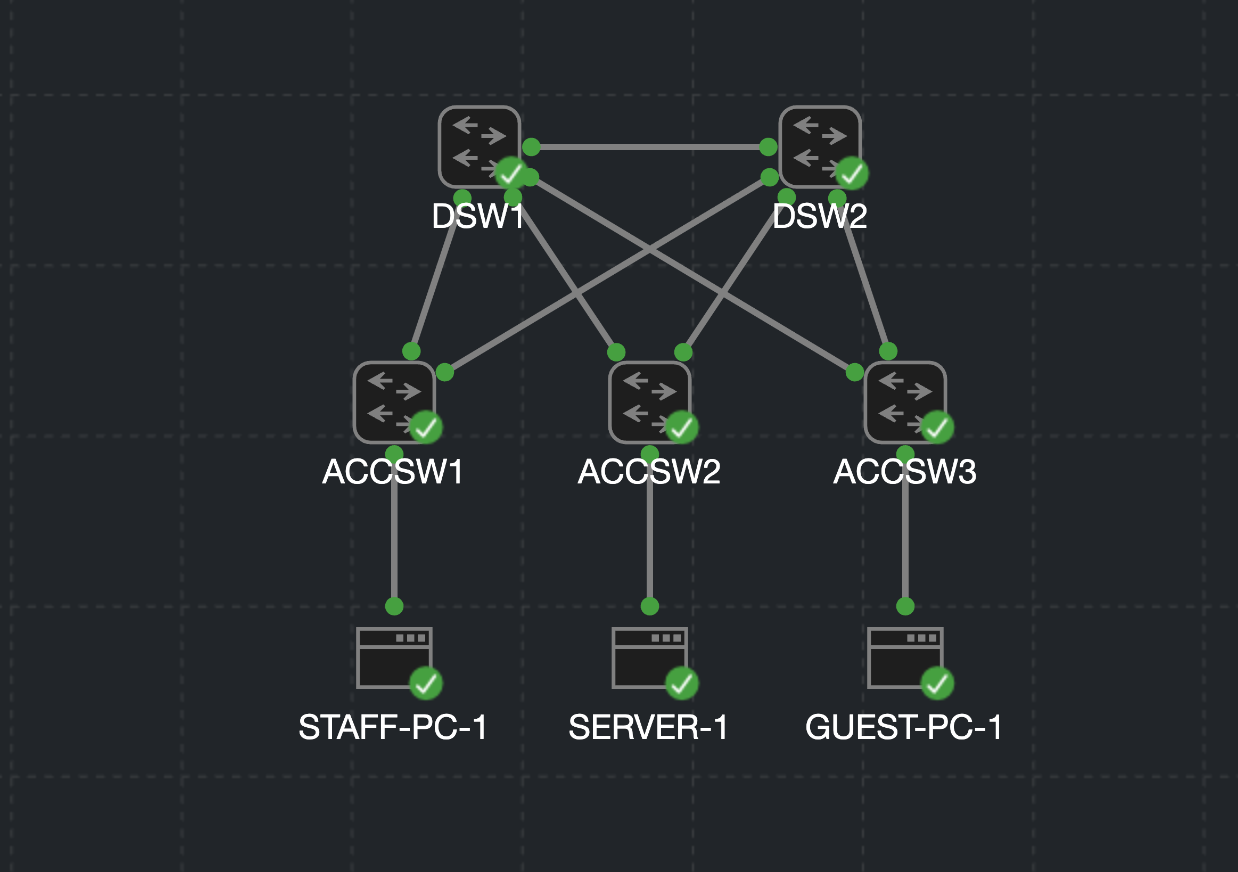 DSW1
DSW2
ACCSW1
ACCSW2
ACCSW3
STAFF-PC-1
SERVER-1
GUEST-PC-1